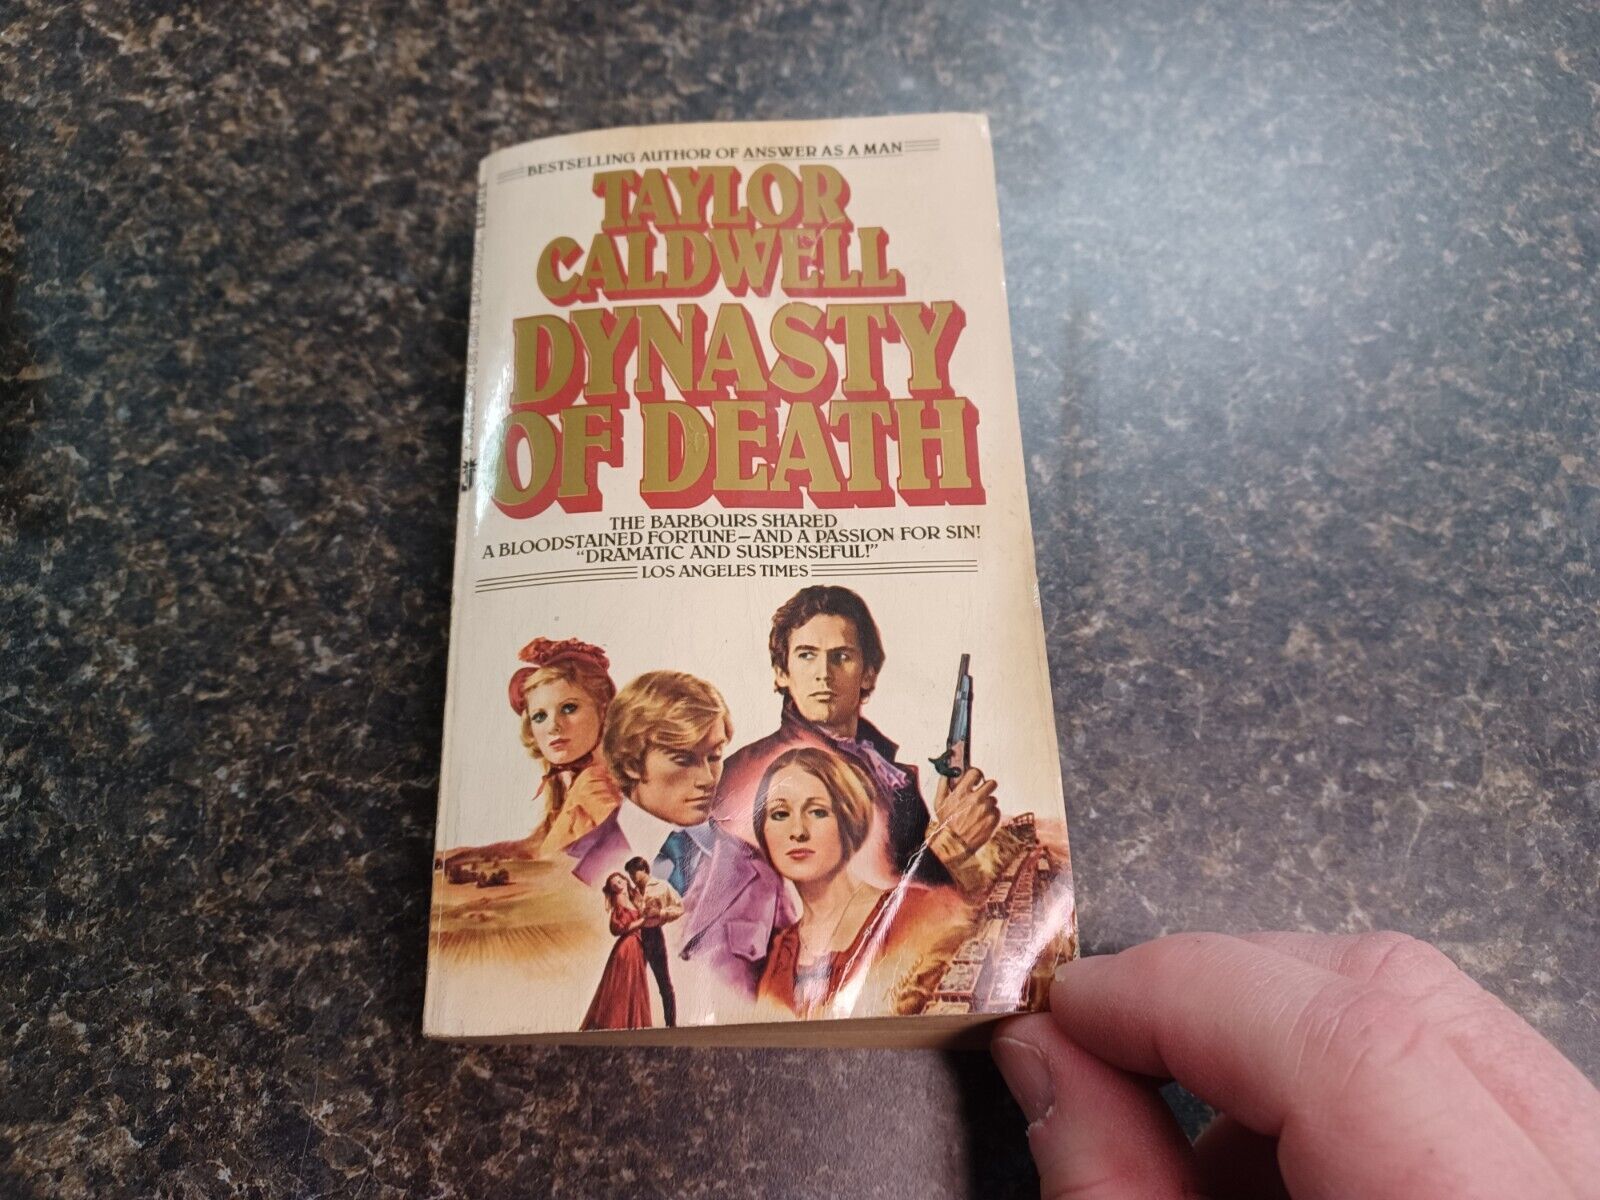 BESTSELLING AUTHOR OF ANSWER AS A MAN
TAYLOR
CALDWELL
DYNASTY
OF DEATH
THE BARBOURS SHARED
A BLOODSTAINED FORTUNE—AND A PASSION FOR SIN!
“DRAMATIC AND SUSPENSEFUL!”
LOS ANGELES TIMES